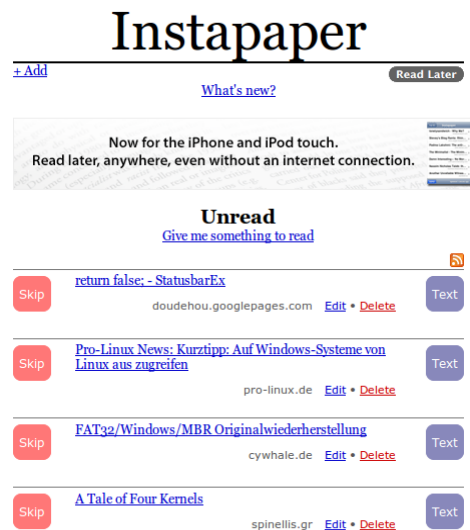 Instapaper
+ Add
Read Later
What's new?
Now for the iPhone and iPod touch.
Read later, anywhere, even without an internet connection.
Unread
Give me something to read
Skip
return false; - StatusbarEx
Text
doudehou.googlepages.com Edit • Delete
Skip
Pro-Linux News: Kurztipp: Auf Windows-Systeme von
Linux aus zugreifen
Text
pro-linux.de Edit • Delete
Skip
FAT32/Windows/MBR Originalwiederherstellung
Text
cywhale.de Edit • Delete
Skip
A Tale of Four Kernels
Text
spinellis.gr Edit • Delete